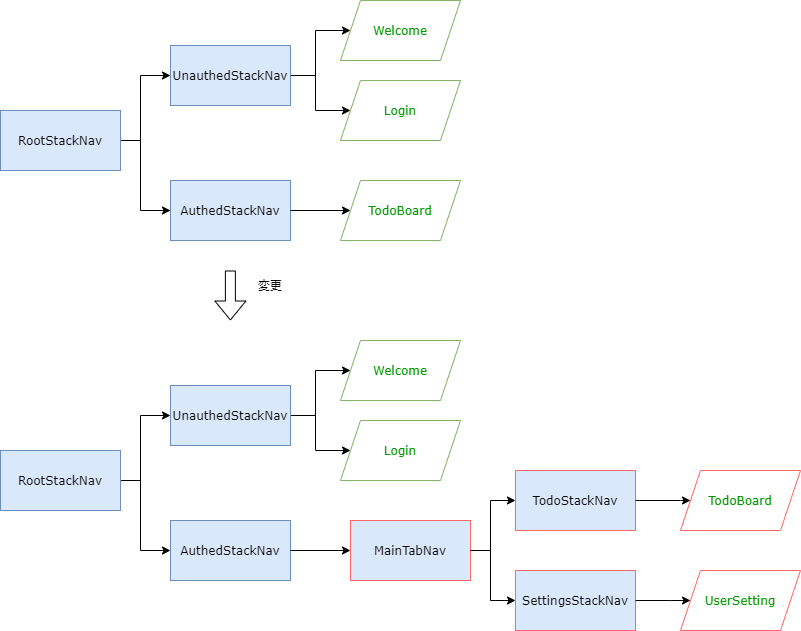 Welcome
UnauthedStackNav
Login
RootStackNav
AuthedStackNav
TodoBoard
変更
Welcome
UnauthedStackNav
Login
RootStackNav
AuthedStackNav
MainTabNav
TodoStackNav
TodoBoard
SettingsStackNav
UserSetting